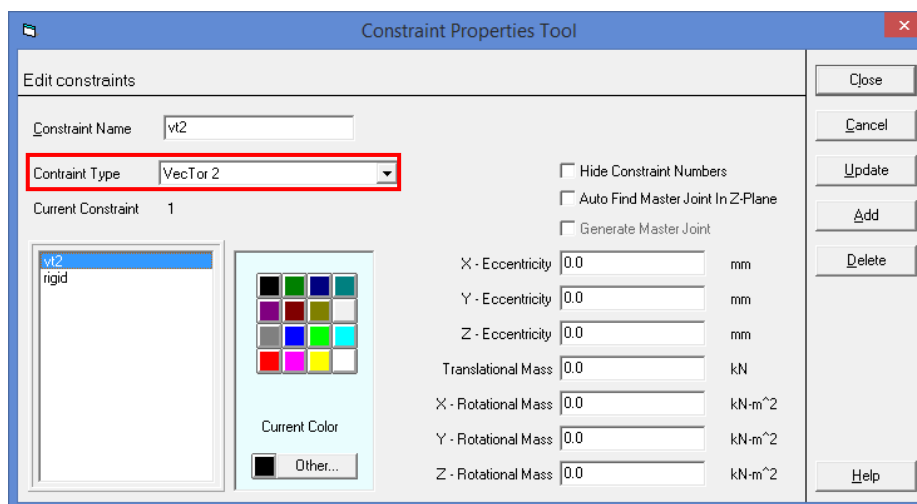 Constraint Properties Tool
Edit constraints
Close
Constraint Name vt2
Cancel
Contraint Type VecTor 2
Hide Constraint Numbers
Update
Current Constraint 1
Auto Find Master Joint In Z-Plane
Generate Master Joint
Add
vt2
rigid
X - Eccentricity 0.0 mm
Delete
Y - Eccentricity 0.0 mm
Z - Eccentricity 0.0 mm
Translational Mass 0.0 kN
X - Rotational Mass 0.0 kN-m^2
Current Color
Y - Rotational Mass 0.0 kN-m^2
Other...
Z - Rotational Mass 0.0 kN-m^2
Help